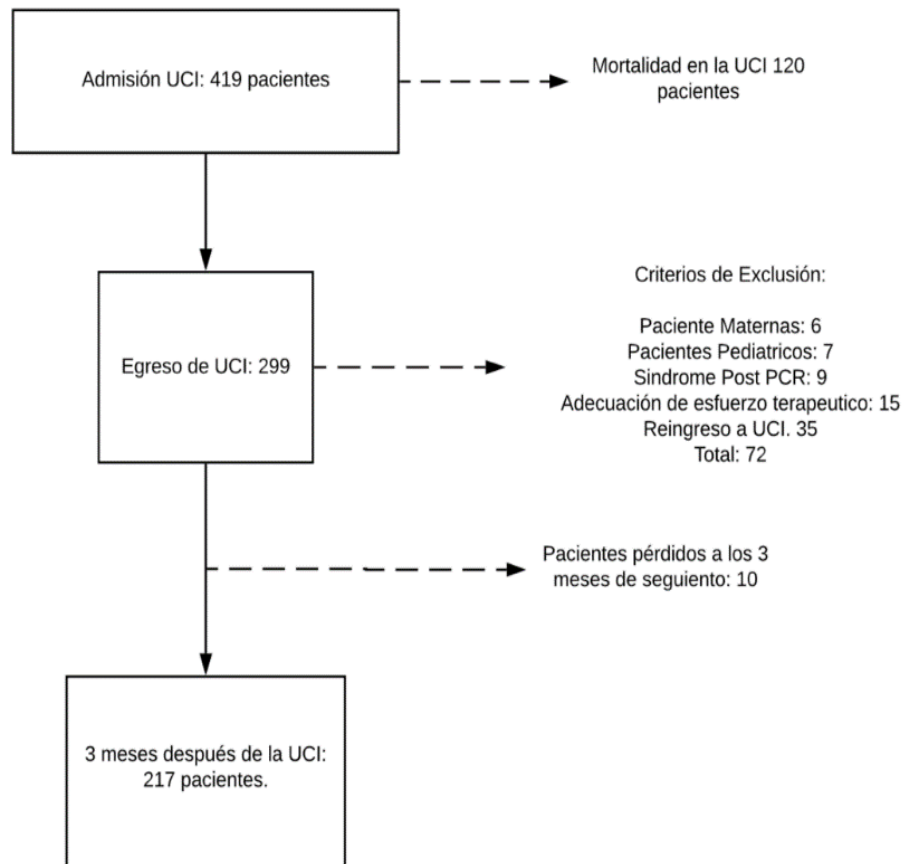 Admisión UCI: 419 pacientes
Mortalidad en la UCI 120
pacientes
Egreso de UCI: 299
Criterios de Exclusión:
Paciente Maternas: 6
Pacientes Pediatricos: 7
Sindrome Post PCR: 9
Adecuación de esfuerzo terapeutico: 15
Reingreso a UCI. 35
Total: 72
Pacientes pérdidos a los 3
meses de seguiento: 10
3 meses después de la UCI:
217 pacientes.